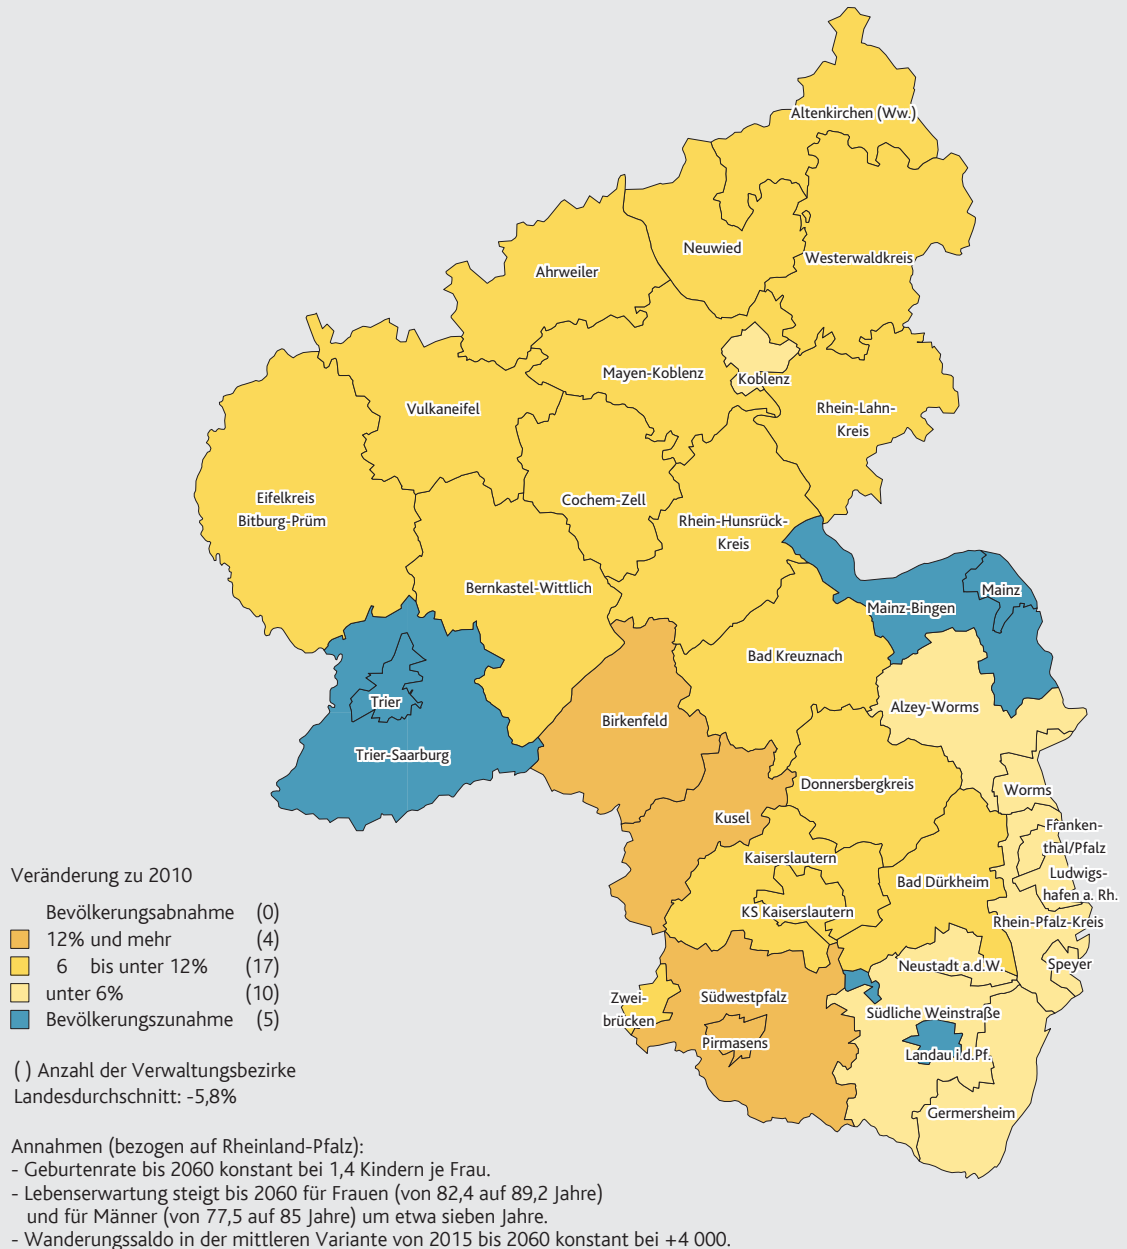 Altenkirchen (Ww.)
Neuwied
Westerwaldkreis
Ahrweiler
Mayen-Koblenz
Koblenz
Vulkaneifel
Rhein-Lahn-
Kreis
Eifelkreis
Bitburg-Prüm
Cochem-Zell
Rhein-Hunsrück-
Kreis
Bernkastel-Wittlich
Mainz
Mainz-Bingen
Bad Kreuznach
Trier
Alzey-Worms
Birkenfeld
Trier-Saarburg
Donnersbergkreis
Worms
Kusel
Franken-
thal/Pfalz
Kaiserslautern
Ludwigs-
hafen a. Rh.
Bad Dürkheim
KS Kaiserslautern
Rhein-Pfalz-Kreis
Neustadt a.d.W.
Speyer
Zwei-
brücken
Südwestpfalz
Südliche Weinstraße
Pirmasens
Landau i.d.Pf.
Germersheim
Veränderung zu 2010
Bevölkerungsabnahme (0)
12% und mehr (4)
6 bis unter 12% (17)
unter 6% (10)
Bevölkerungszunahme (5)
( ) Anzahl der Verwaltungsbezirke
Landesdurchschnitt: -5,8%
Annahmen (bezogen auf Rheinland-Pfalz):
- Geburtenrate bis 2060 konstant bei 1,4 Kindern je Frau.
- Lebenserwartung steigt bis 2060 für Frauen (von 82,4 auf 89,2 Jahre)
und für Männer (von 77,5 auf 85 Jahre) um etwa sieben Jahre.
- Wanderungssaldo in der mittleren Variante von 2015 bis 2060 konstant bei +4 000.